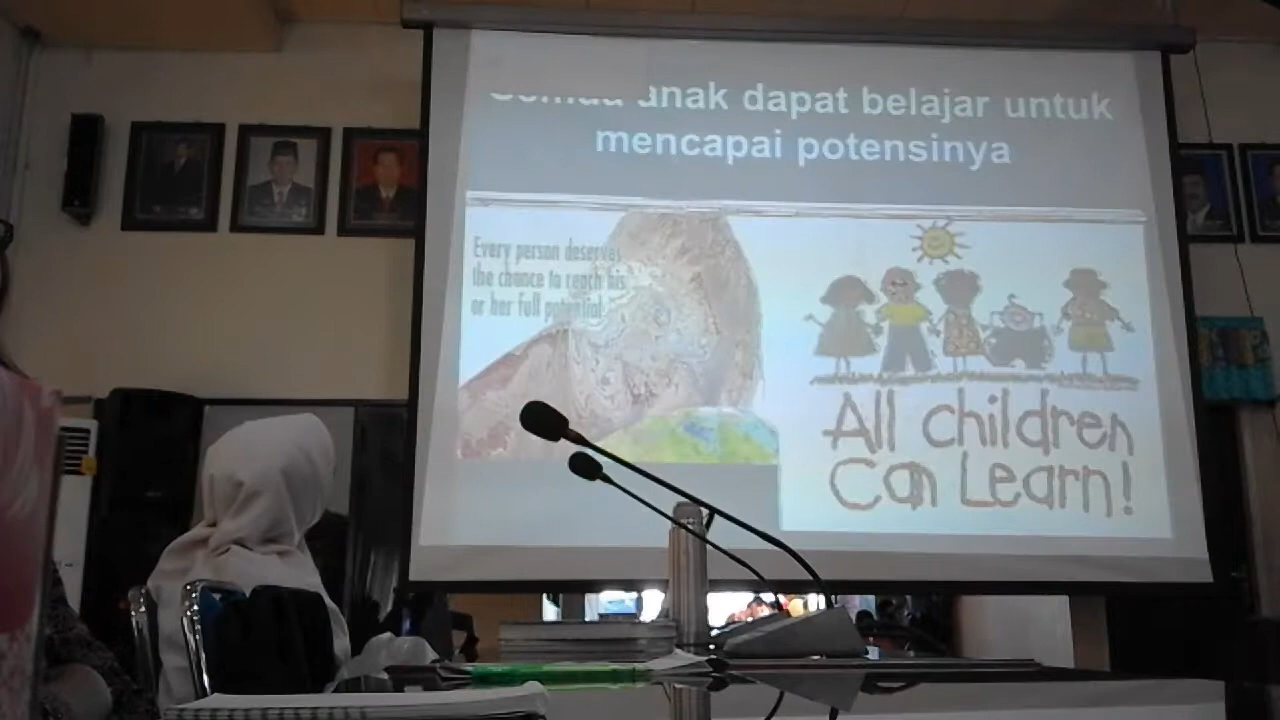 Semua anak dapat belajar untuk
mencapai potensinya
Every person deserves
the chance to reach his
or her full potential
All children
Can Learn!